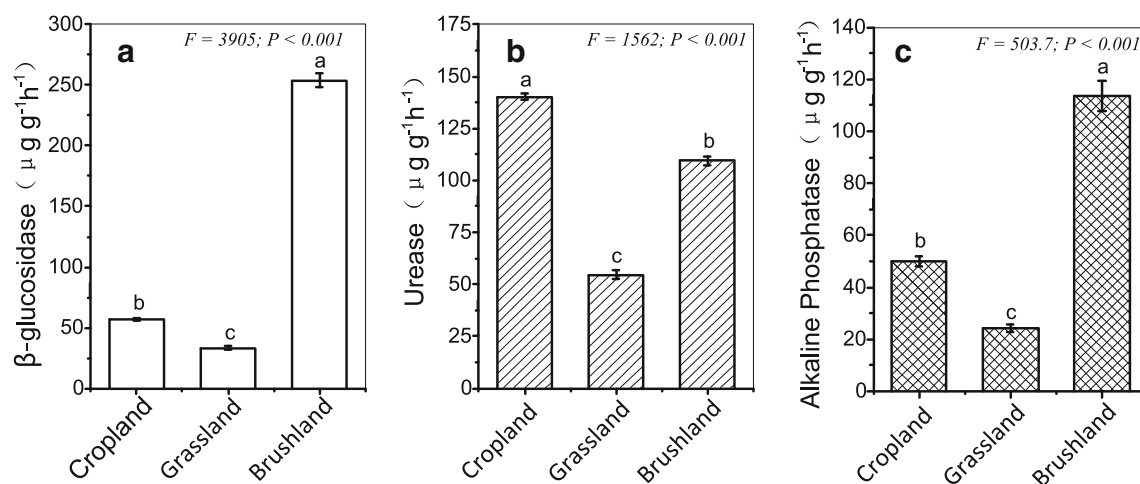 a
F = 3905; P < 0.001
β-glucosidase ( μg g⁻¹h⁻¹)
300
250
200
150
100
50
0
b
c
a
Cropland
Grassland
Brushland
b
F = 1562; P < 0.001
Urease ( μg g⁻¹h⁻¹)
175
150
125
100
75
50
25
0
a
c
b
Cropland
Grassland
Brushland
c
F = 503.7; P < 0.001
Alkaline Phosphatase ( μg g⁻¹h⁻¹)
140
120
100
80
60
40
20
0
b
c
a
Cropland
Grassland
Brushland